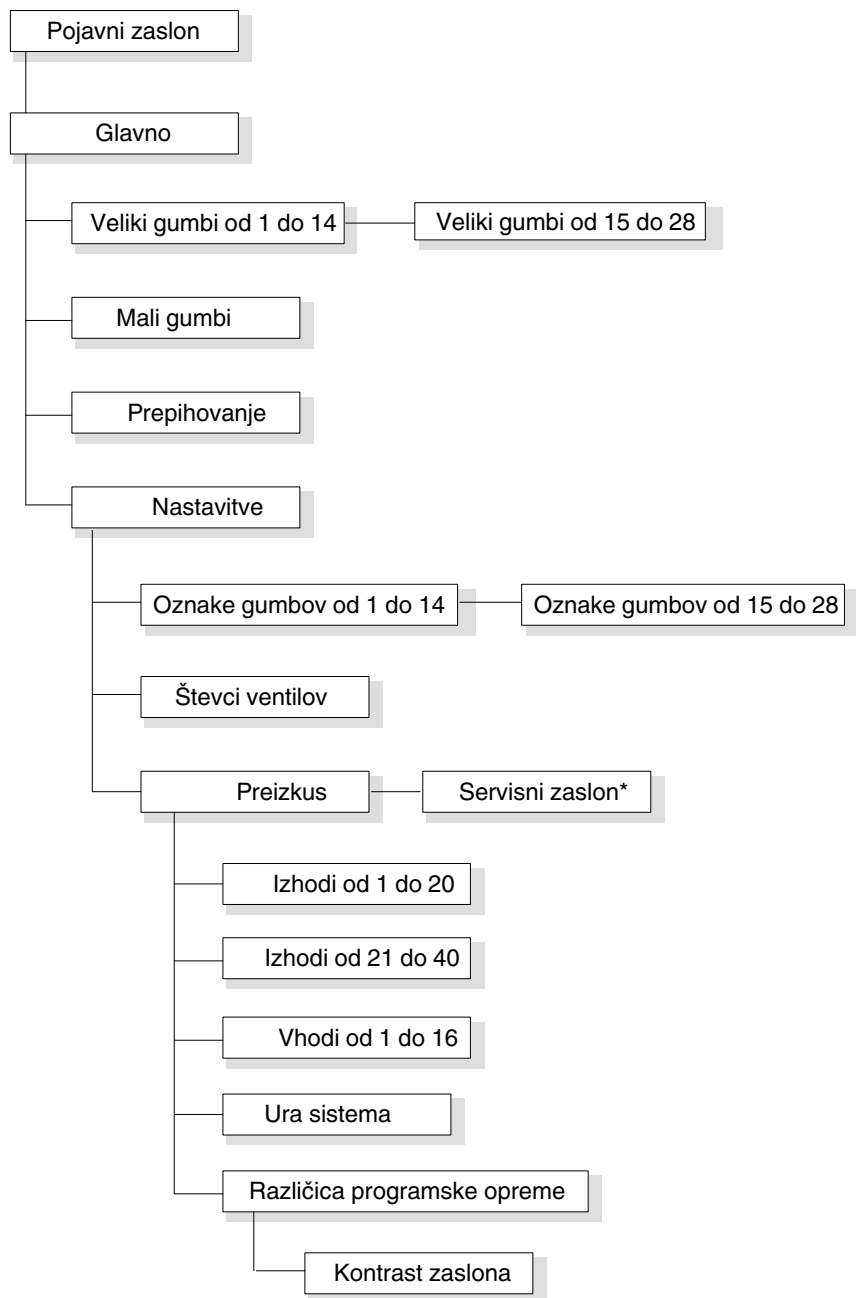 Pojavni zaslon
Glavno
Veliki gumbi od 1 do 14
Veliki gumbi od 15 do 28
Mali gumbi
Prepihovanje
Nastavitve
Oznake gumbov od 1 do 14
Oznake gumbov od 15 do 28
Števci ventilov
Preizkus
Servisni zaslon*
Izhodi od 1 do 20
Izhodi od 21 do 40
Vhodi od 1 do 16
Ura sistema
Različica programske opreme
Kontrast zaslona